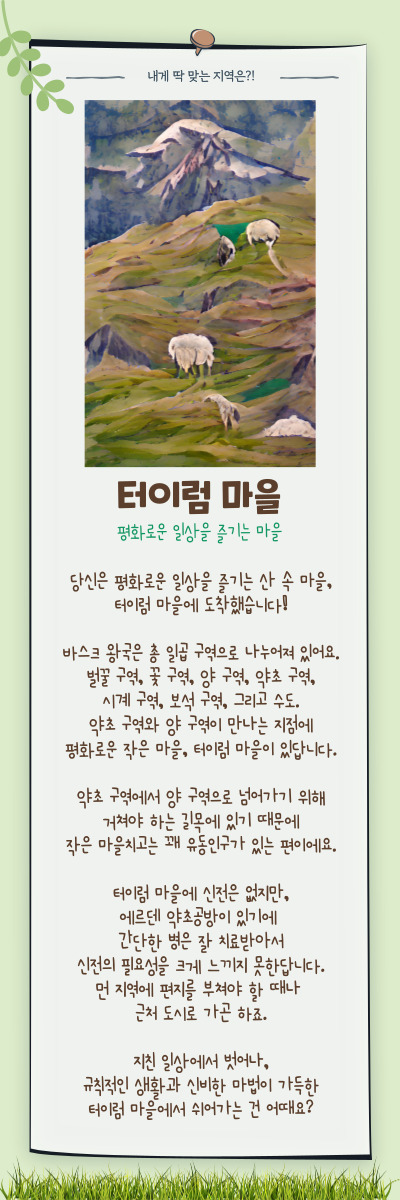 내게 딱 맞는 지역은?!
터이럼 마을
평화로운 일상을 즐기는 마을
당신은 평화로운 일상을 즐기는 산 속 마을,
터이럼 마을에 도착했습니다!
바스크 왕국은 총 일곱 구역으로 나누어져 있어요.
벌꿀 구역, 꽃 구역, 양 구역, 약초 구역,
시계 구역, 보석 구역, 그리고 수도.
약초 구역와 양 구역이 만나는 지점에
평화로운 작은 마을, 터이럼 마을이 있답니다.
약초 구역에서 양 구역으로 넘어가기 위해
거쳐야 하는 길목에 있기 때문에
작은 마을치고는 꽤 유동인구가 있는 편이에요.
터이럼 마을에 신전은 없지만,
에르덴 약초공방이 있기에
간단한 병은 잘 치료받아서
신전의 필요성을 크게 느끼지 못한답니다.
먼 지역에 편지를 부쳐야 할 때나
근처 도시로 가곤 하죠.
지친 일상에서 벗어나,
규칙적인 생활과 신비한 마법이 가득한
터이럼 마을에서 쉬어가는 건 어때요?